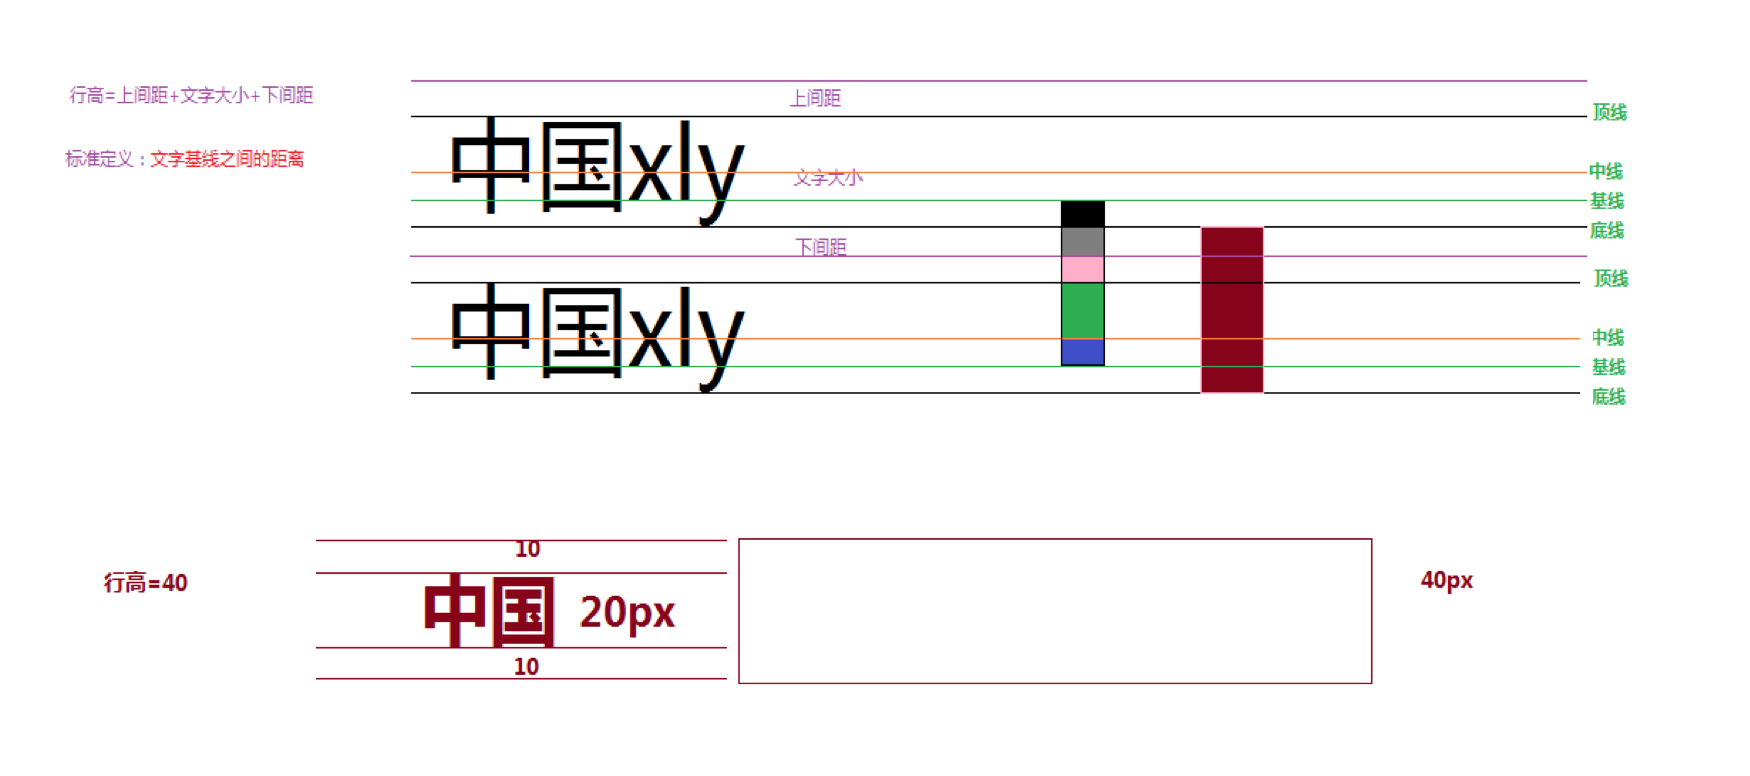 行高=上间距+文字大小+下间距
上间距
顶线
中国xly
标准定义：文字基线之间的距离
文字大小
中线
基线
底线
下间距
顶线
中国xly
中线
基线
底线
10
行高=40
中国 20px
40px
10